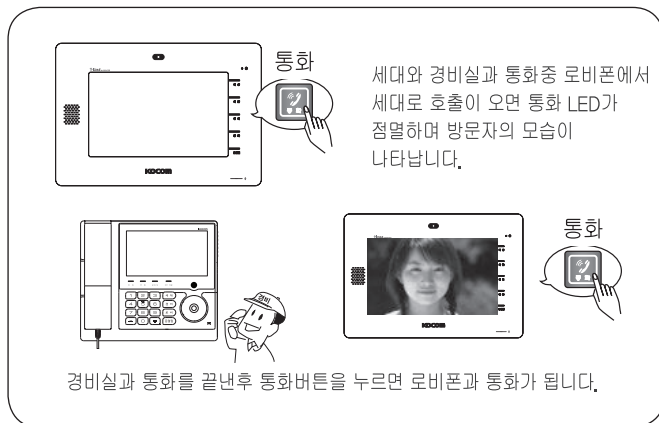 통화
세대와 경비실과 통화중 로비폰에서
세대로 호출이 오면 통화 LED가
점멸하며 방문자의 모습이
나타납니다.
KOCOM
경비
통화
KOCOM
경비실과 통화를 끝낸후 통화버튼을 누르면 로비폰과 통화가 됩니다.